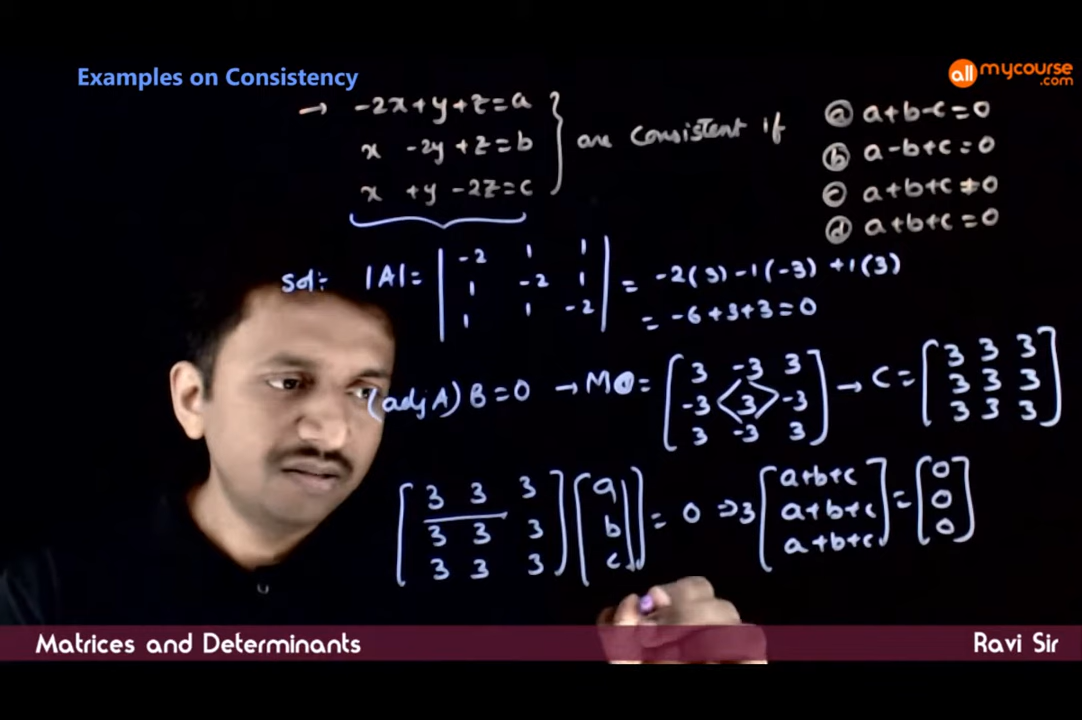 Examples on Consistency
allmycourse.com
→ -2x+y+z=a
x -2y +z=b
x +y -2z=c
} are consistent if
ⓐ a+b-c=0
ⓑ a-b+c=0
ⓒ a+b+c≠0
ⓓ a+b+c=0
Sol:- |A|= | -2 1 1 | = -2(3)-1(-3)+1(3)
| 1 -2 1 |
| 1 1 -2 | = -6+3+3=0
(adj A) B=0 → M = [ 3 -3 3 ] → C = [ 3 3 3 ]
[ -3 3 -3 ] [ 3 3 3 ]
[ 3 -3 3 ] [ 3 3 3 ]
[ 3 3 3 ] [ a ] [ a+b+c ] [ 0 ]
[ 3 3 3 ] [ b ] = 0 ⇒ 3 [ a+b+c ] = [ 0 ]
[ 3 3 3 ] [ c ] [ a+b+c ] [ 0 ]
Matrices and Determinants
Ravi Sir